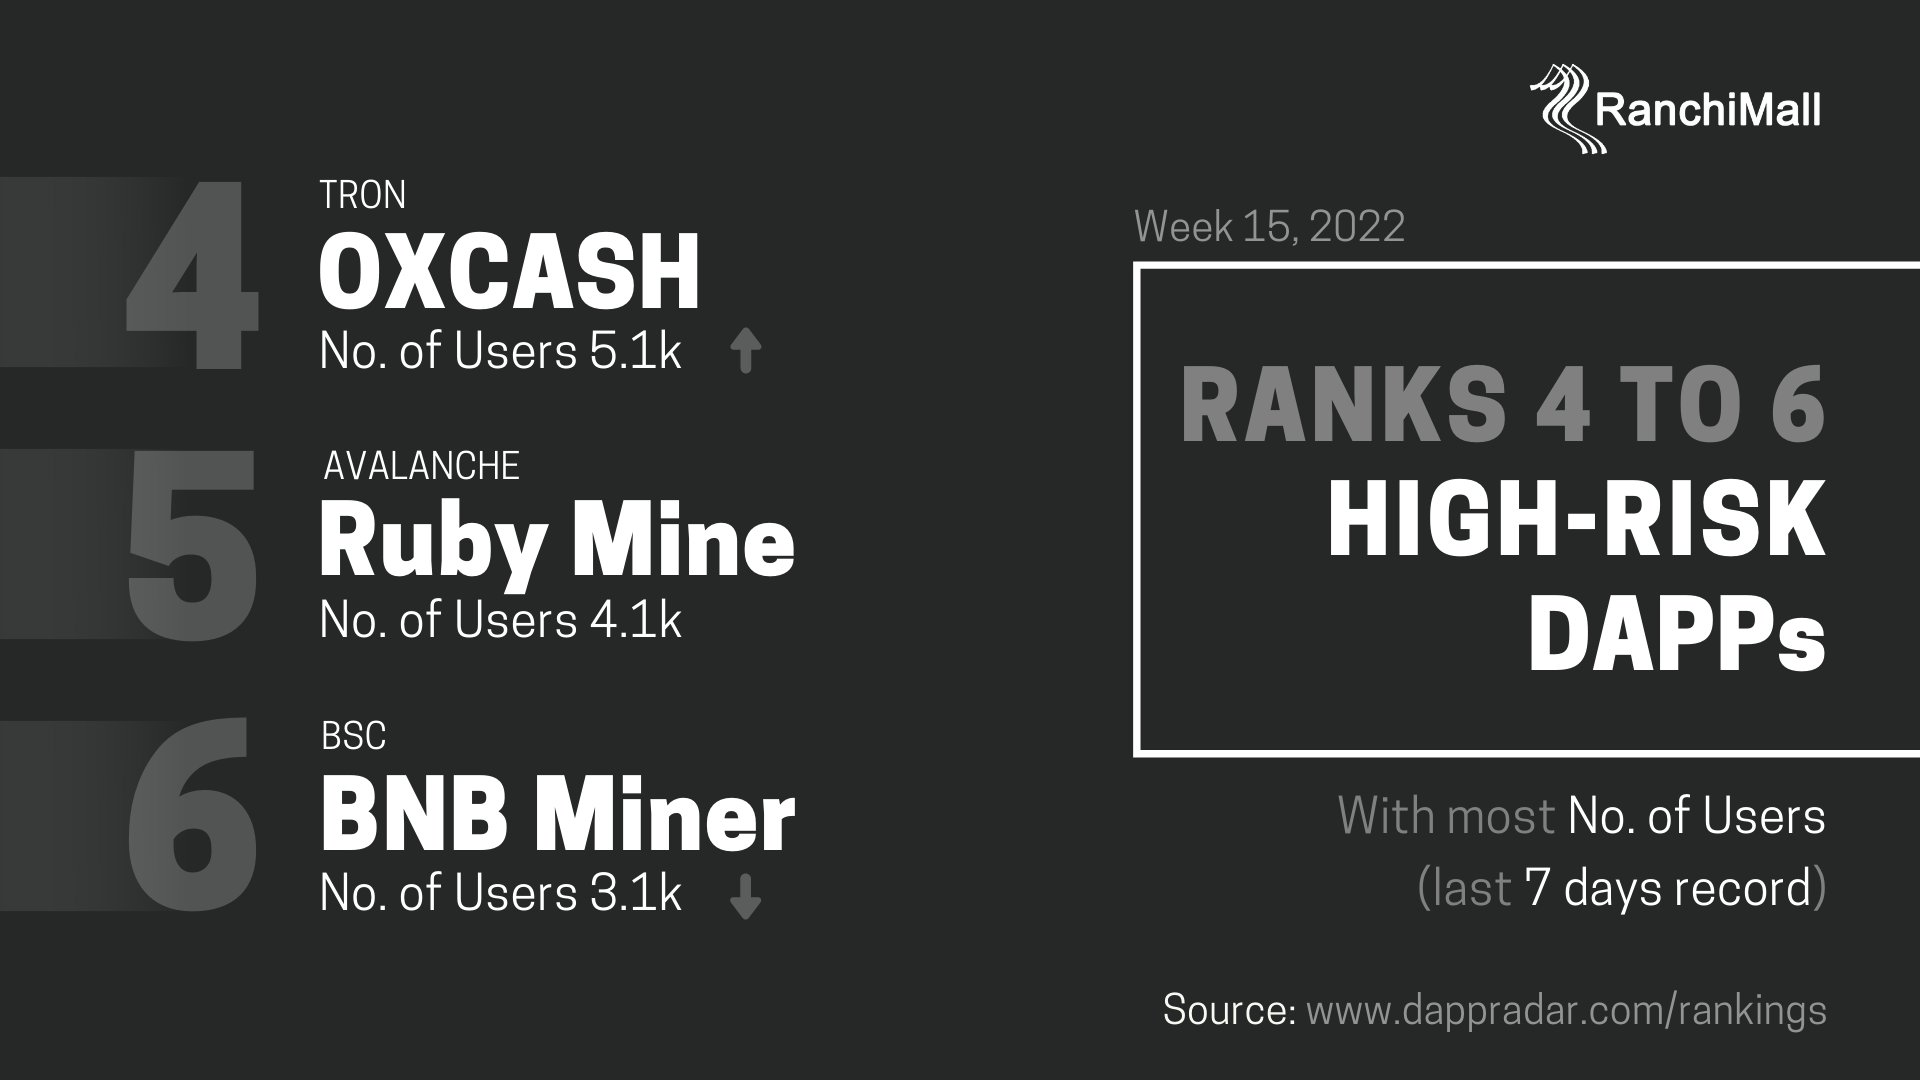 RanchiMall
4
TRON
OXCASH
No. of Users 5.1k
5
AVALANCHE
Ruby Mine
No. of Users 4.1k
6
BSC
BNB Miner
No. of Users 3.1k
Week 15, 2022
RANKS 4 TO 6
HIGH-RISK
DAPPs
With most No. of Users
(last 7 days record)
Source: www.dappradar.com/rankings